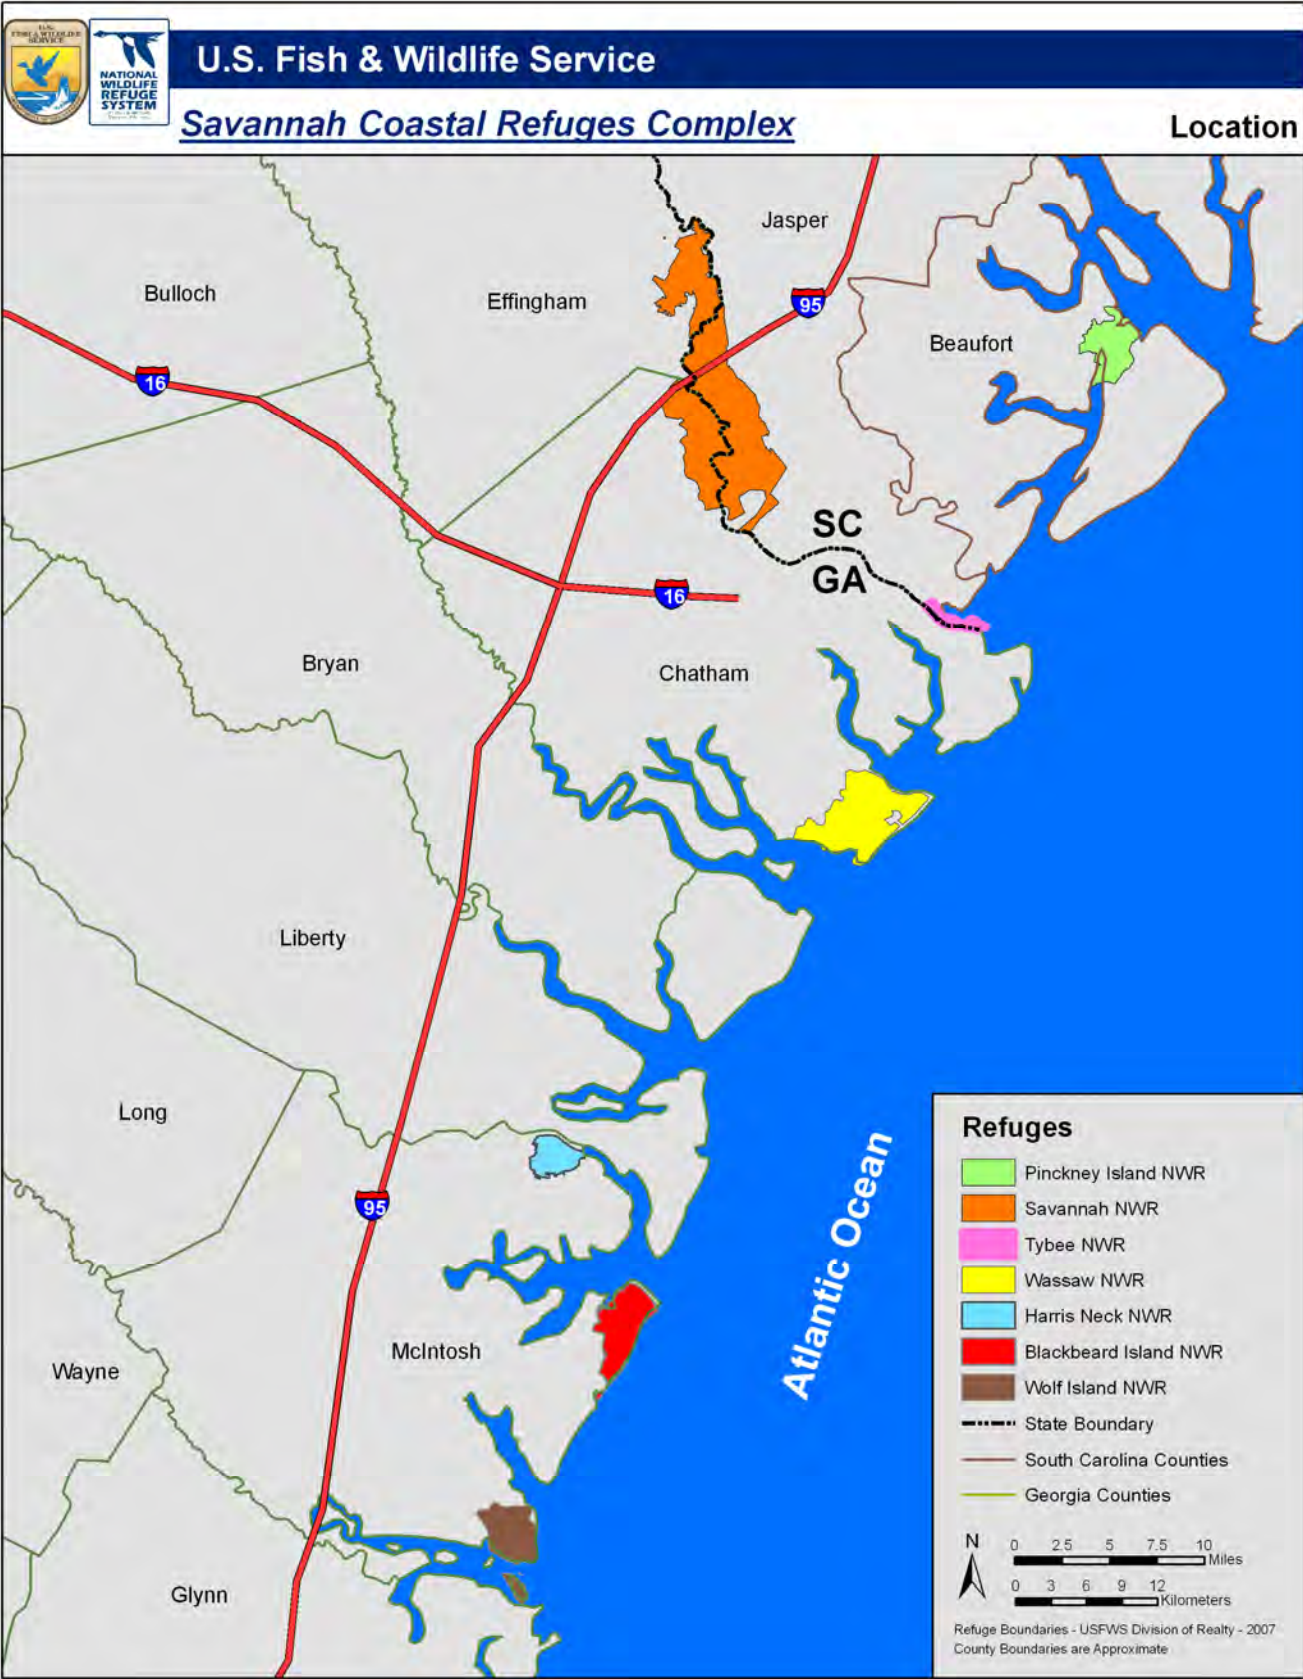 U.S.
FISH & WILDLIFE
SERVICE
NATIONAL
WILDLIFE
REFUGE
SYSTEM
U.S. Fish & Wildlife Service
Savannah Coastal Refuges Complex
Location
Jasper
Bulloch
Effingham
95
Beaufort
16
SC
GA
16
Bryan
Chatham
Liberty
Long
95
McIntosh
Wayne
Glynn
Atlantic Ocean
Refuges
Pinckney Island NWR
Savannah NWR
Tybee NWR
Wassaw NWR
Harris Neck NWR
Blackbeard Island NWR
Wolf Island NWR
State Boundary
South Carolina Counties
Georgia Counties
N
0 2.5 5 7.5 10
Miles
0 3 6 9 12
Kilometers
Refuge Boundaries - USFWS Division of Realty - 2007
County Boundaries are Approximate